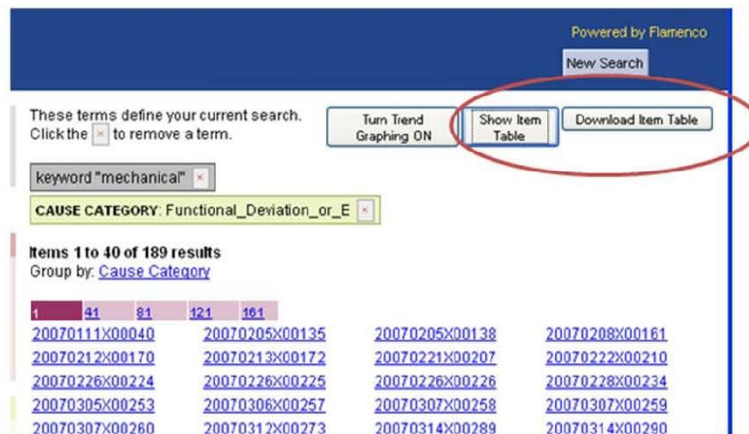 Powered by Flamenco
New Search
These terms define your current search.
Click the × to remove a term.
Turn Trend
Graphing ON
Show Item
Table
Download Item Table
keyword "mechanical" ×
CAUSE CATEGORY: Functional_Deviation_or_E ×
Items 1 to 40 of 189 results
Group by: Cause Category
1 41 81 121 161
20070111X00040 20070205X00135 20070205X00138 20070208X00161
20070212X00170 20070213X00172 20070221X00207 20070222X00210
20070226X00224 20070226X00225 20070226X00226 20070228X00234
20070305X00253 20070306X00257 20070307X00258 20070307X00259
20070307X00260 20070312X00273 20070314X00289 20070314X00290